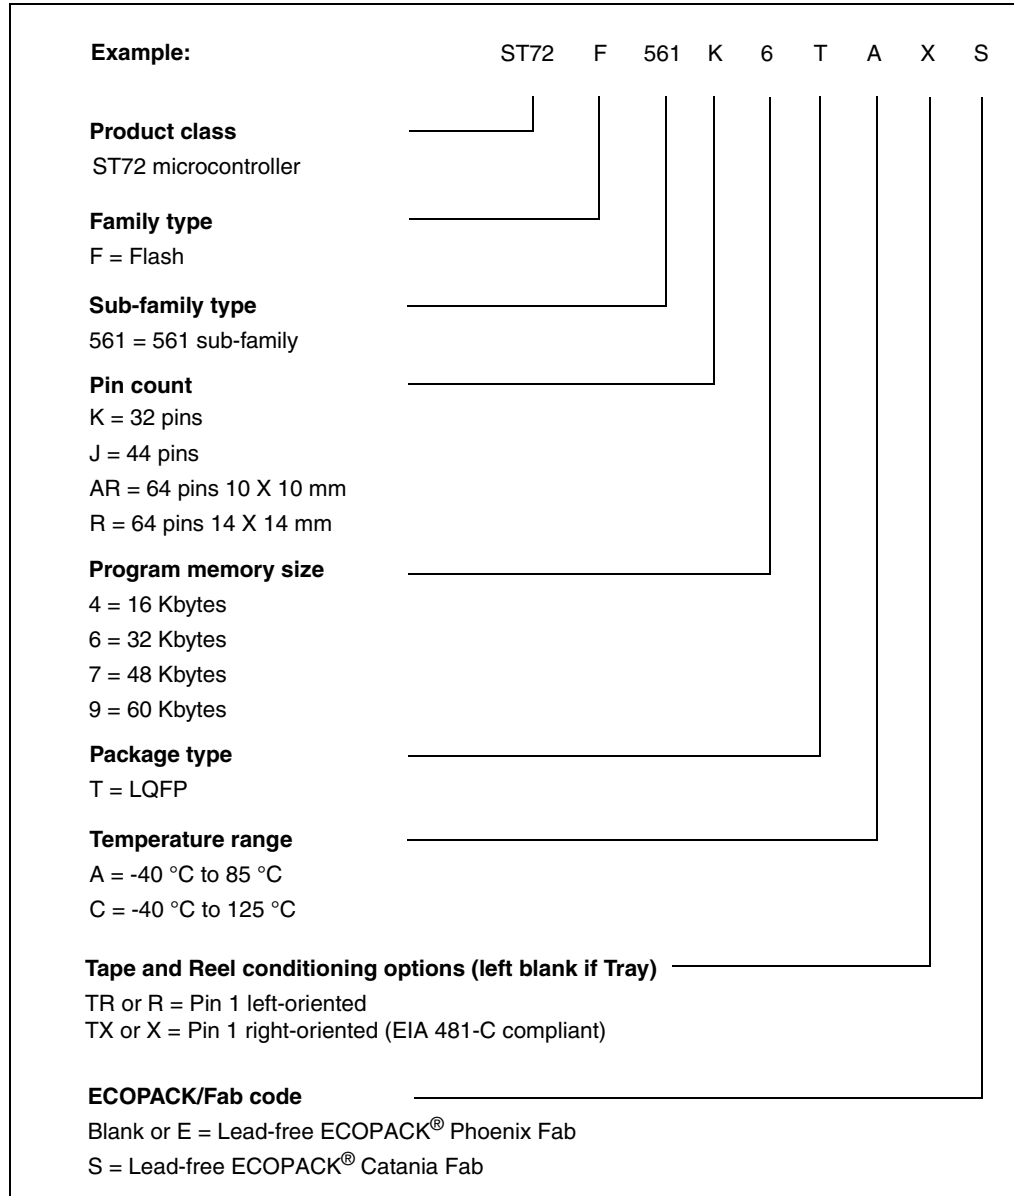 Example: ST72 F 561 K 6 T A X S
Product class
ST72 microcontroller
Family type
F = Flash
Sub-family type
561 = 561 sub-family
Pin count
K = 32 pins
J = 44 pins
AR = 64 pins 10 X 10 mm
R = 64 pins 14 X 14 mm
Program memory size
4 = 16 Kbytes
6 = 32 Kbytes
7 = 48 Kbytes
9 = 60 Kbytes
Package type
T = LQFP
Temperature range
A = -40 °C to 85 °C
C = -40 °C to 125 °C
Tape and Reel conditioning options (left blank if Tray)
TR or R = Pin 1 left-oriented
TX or X = Pin 1 right-oriented (EIA 481-C compliant)
ECOPACK/Fab code
Blank or E = Lead-free ECOPACK® Phoenix Fab
S = Lead-free ECOPACK® Catania Fab